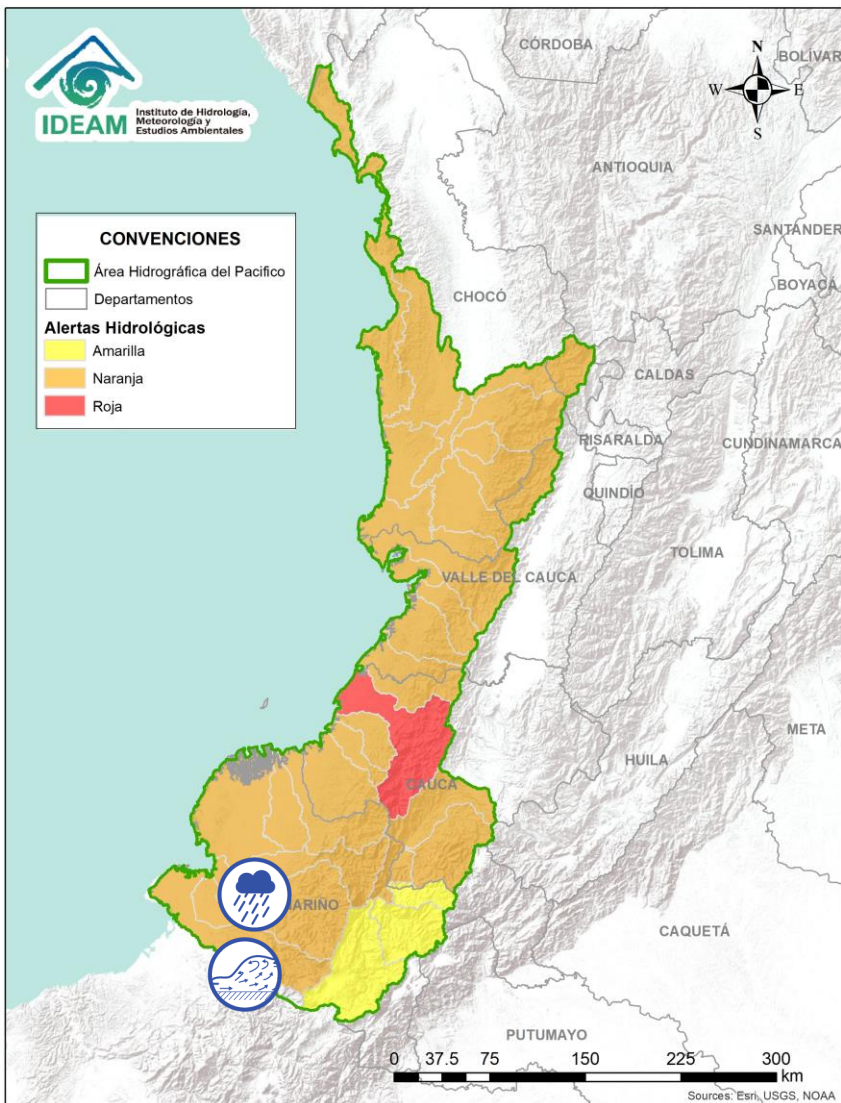 CÓRDOBA
BOLÍVAR
N
W E
S
IDEAM
Instituto de Hidrología,
Meteorología y
Estudios Ambientales
ANTIOQUIA
SANTANDER
CONVENCIONES
Área Hidrográfica del Pacifico
Departamentos
Alertas Hidrológicas
Amarilla
Naranja
Roja
BOYACÁ
CHOCÓ
CALDAS
RISARALDA
CUNDINAMARCA
QUINDÍO
TOLIMA
VALLE DEL CAUCA
META
HUILA
CAUCA
NARIÑO
CAQUETÁ
PUTUMAYO
0 37.5 75 150 225 300
km
Sources: Esri, USGS, NOAA